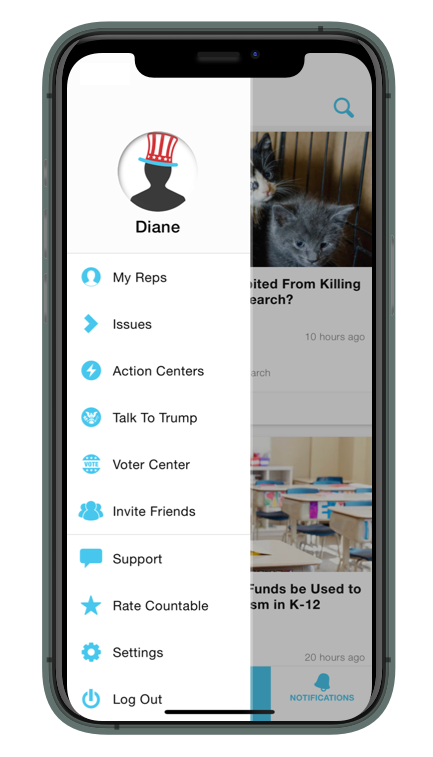 Diane
My Reps
Issues
Action Centers
Talk To Trump
VOTE
Voter Center
Invite Friends
Support
Rate Countable
Settings
Log Out
bited From Killing
earch?
10 hours ago
arch
Funds be Used to
sm in K-12
20 hours ago
NOTIFICATIONS